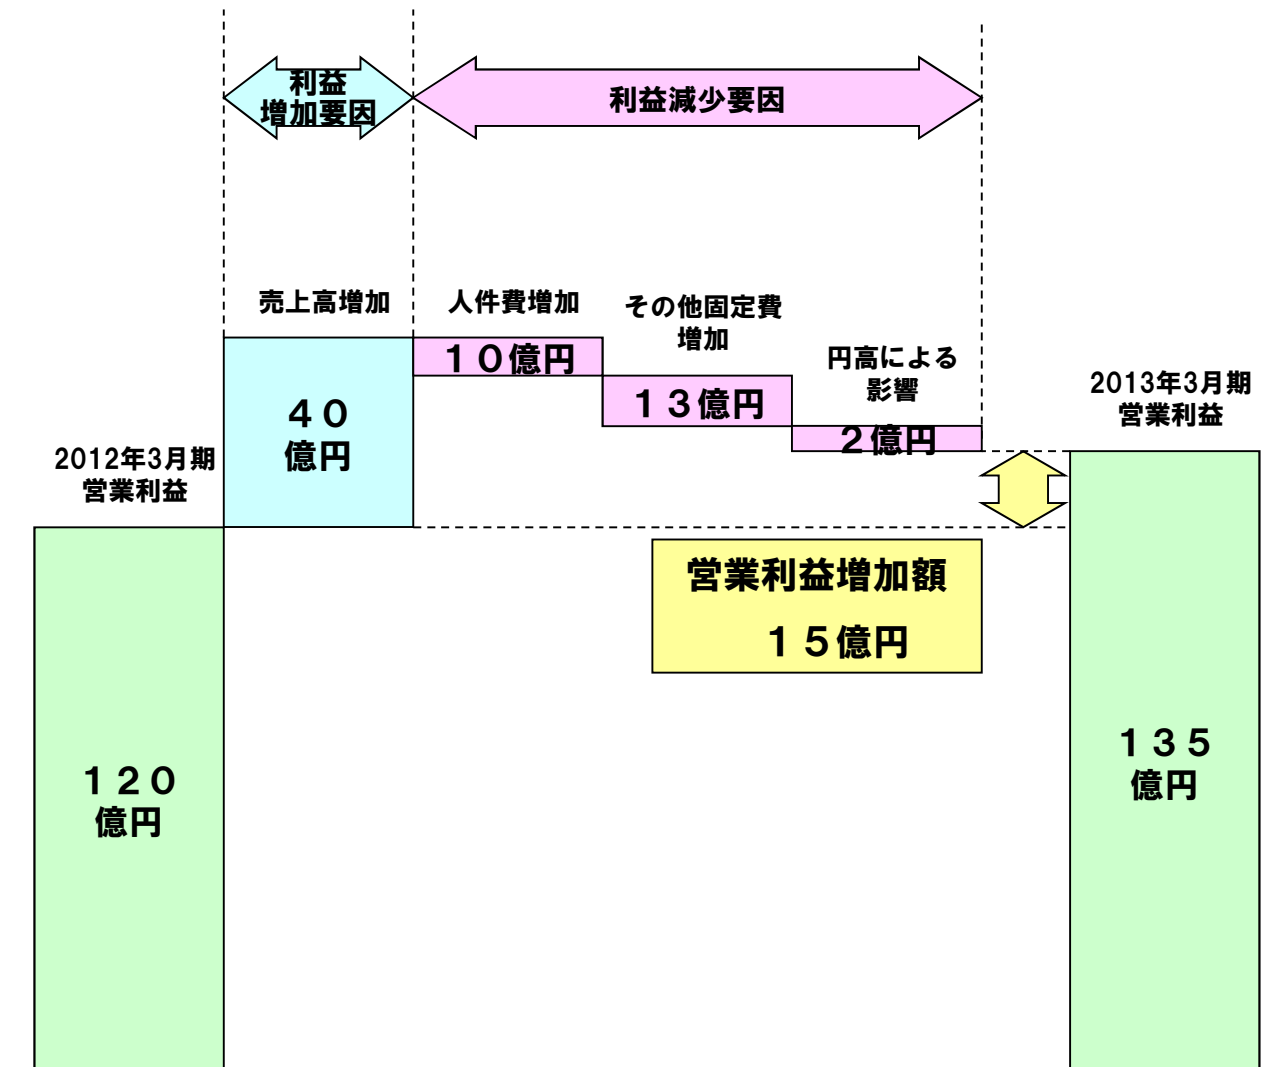 利益
増加要因
利益減少要因
売上高増加
人件費増加
その他固定費
増加
円高による
影響
2013年3月期
営業利益
2012年3月期
営業利益
４０
億円
１０億円
１３億円
２億円
営業利益増加額
１５億円
１２０
億円
１３５
億円